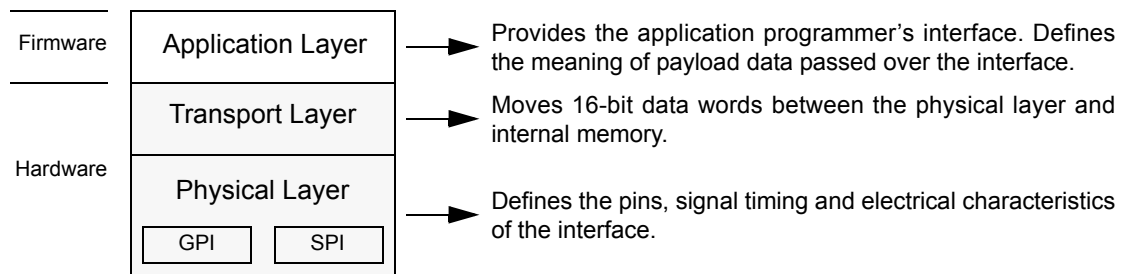 Firmware
Application Layer
Provides the application programmer’s interface. Defines
the meaning of payload data passed over the interface.
Transport Layer
Moves 16-bit data words between the physical layer and
internal memory.
Hardware
Physical Layer
GPI
SPI
Defines the pins, signal timing and electrical characteristics
of the interface.